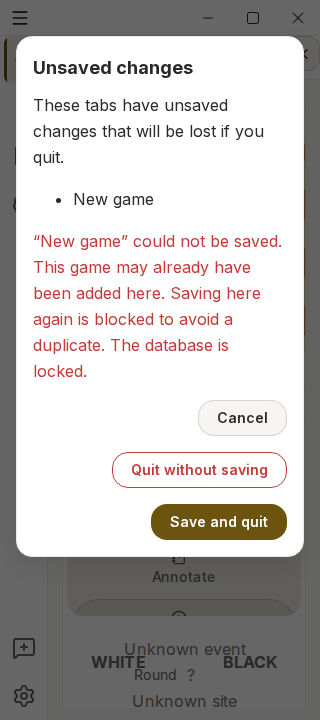 Unsaved changes
These tabs have unsaved
changes that will be lost if you
quit.
• New game
“New game” could not be saved.
This game may already have
been added here. Saving here
again is blocked to avoid a
duplicate. The database is
locked.
Cancel
Quit without saving
Save and quit
Annotate
Unknown event
WHITE
BLACK
Round ?
Unknown site